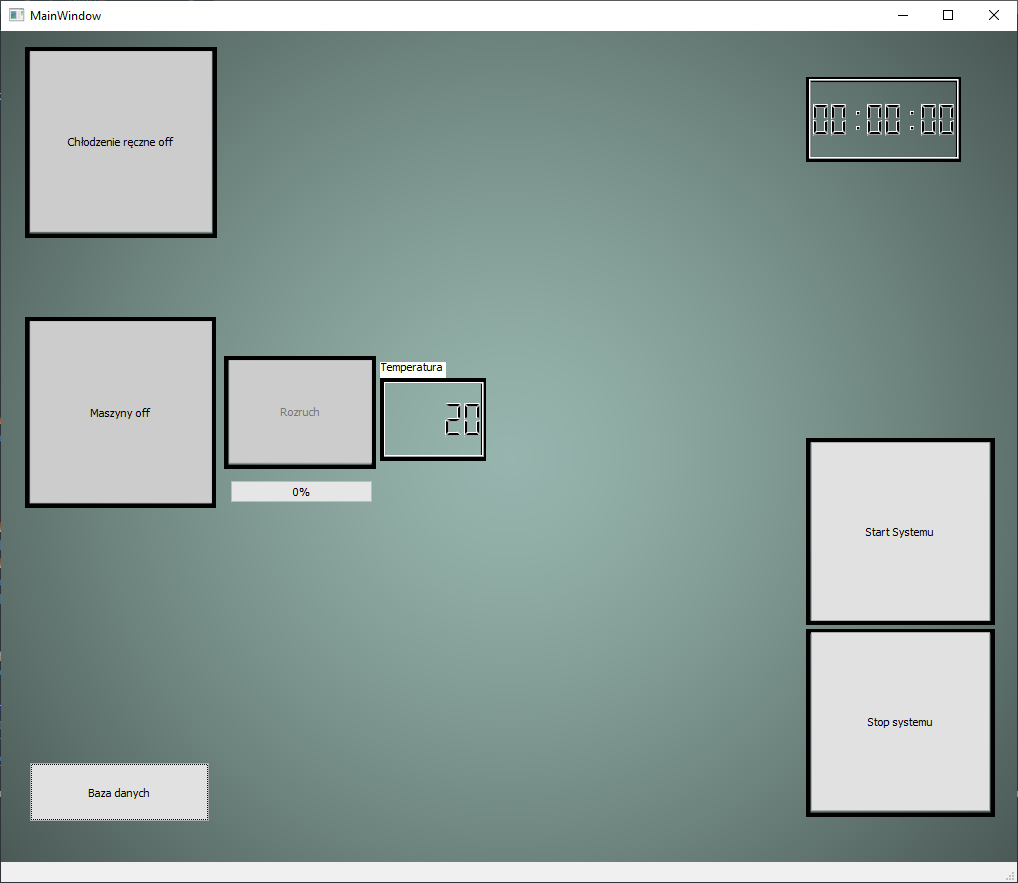 MainWindow
Chłodzenie ręczne off
00:00:00
Maszyny off
Rozruch
Temperatura
20
0%
Start Systemu
Stop systemu
Baza danych